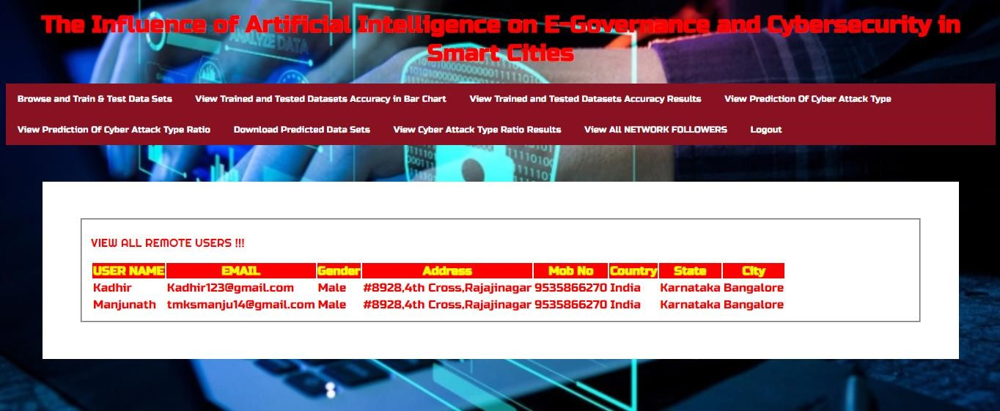 The Influence of Artificial Intelligence on E-Governance and Cybersecurity in
Smart Cities
ANALYZE DATA
Browse and Train & Test Data Sets View Trained and Tested Datasets Accuracy in Bar Chart View Trained and Tested Datasets Accuracy Results View Prediction Of Cyber Attack Type
View Prediction Of Cyber Attack Type Ratio Download Predicted Data Sets View Cyber Attack Type Ratio Results View All NETWORK FOLLOWERS Logout
VIEW ALL REMOTE USERS !!!
USER NAME EMAIL Gender Address Mob No Country State City
Kadhir Kadhir123@gmail.com Male #8928,4th Cross,Rajajinagar 9535866270 India Karnataka Bangalore
Manjunath tmksmanju14@gmail.com Male #8928,4th Cross,Rajajinagar 9535866270 India Karnataka Bangalore